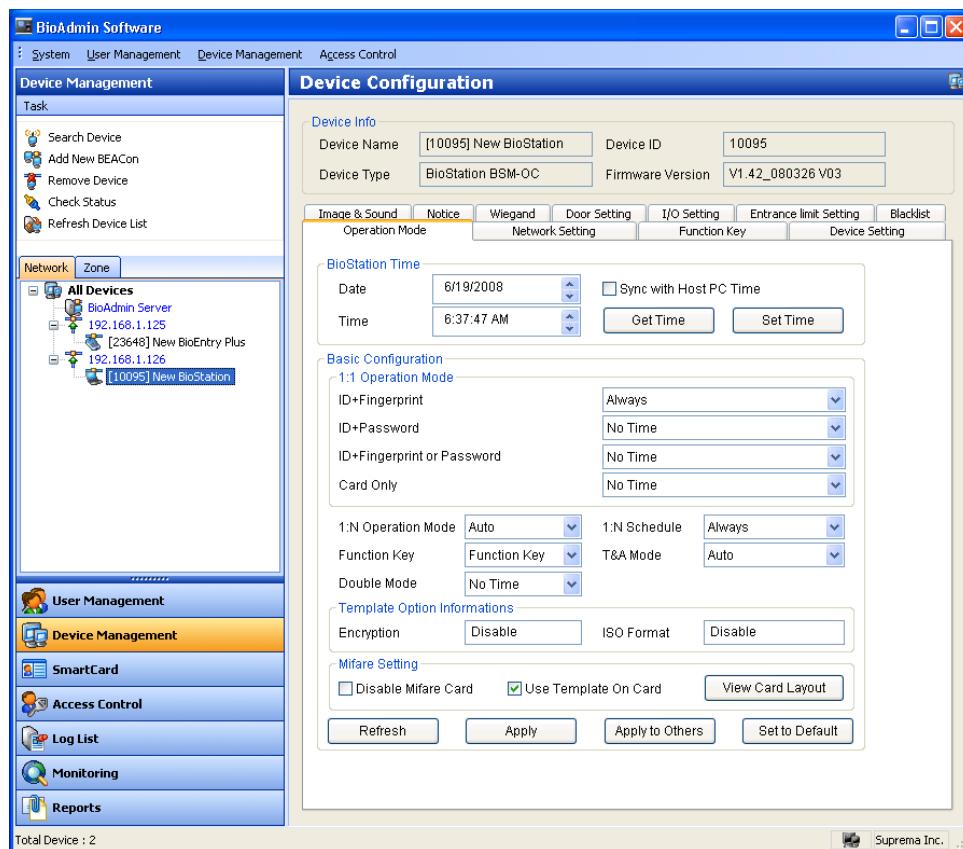 BioAdmin Software
System User Management Device Management Access Control
Device Management
Task
Search Device
Add New BEACon
Remove Device
Check Status
Refresh Device List
Network Zone
All Devices
BioAdmin Server
192.168.1.125
[23648] New BioEntry Plus
192.168.1.126
[10095] New BioStation
User Management
Device Management
SmartCard
Access Control
Log List
Monitoring
Reports
Device Configuration
Device Info
Device Name [10095] New BioStation Device ID 10095
Device Type BioStation BSM-OC Firmware Version V1.42_080326 V03
Image & Sound Notice Wiegand Door Setting I/O Setting Entrance limit Setting Blacklist
Operation Mode Network Setting Function Key Device Setting
BioStation Time
Date 6/19/2008 Sync with Host PC Time
Time 6:37:47 AM Get Time Set Time
Basic Configuration
1:1 Operation Mode
ID+Fingerprint Always
ID+Password No Time
ID+Fingerprint or Password No Time
Card Only No Time
1:N Operation Mode Auto 1:N Schedule Always
Function Key Function Key T&A Mode Auto
Double Mode No Time
Template Option Informations
Encryption Disable ISO Format Disable
Mifare Setting
Disable Mifare Card Use Template On Card View Card Layout
Refresh Apply Apply to Others Set to Default
Total Device : 2 Suprema Inc.